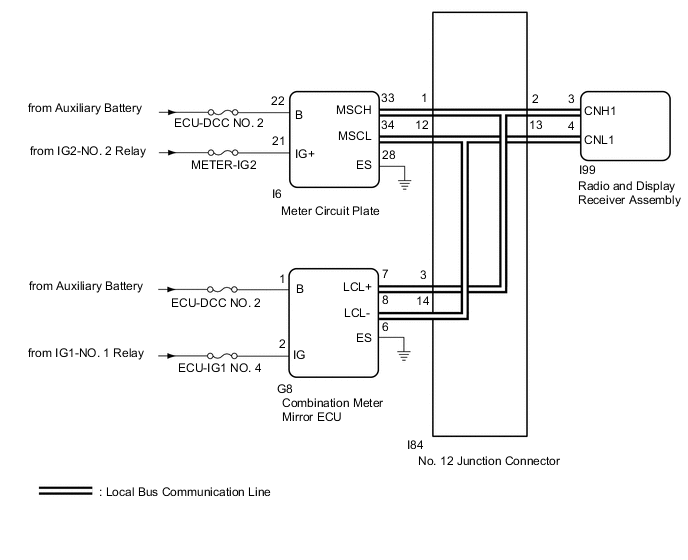 from Auxiliary Battery
ECU-DCC NO. 2
22
B
from IG2-NO. 2 Relay
METER-IG2
21
IG+
MSCH
33
1
2
3
CNH1
MSCL
34
12
13
4
CNL1
ES
28
I6
Meter Circuit Plate
I99
Radio and Display
Receiver Assembly
from Auxiliary Battery
ECU-DCC NO. 2
1
B
from IG1-NO. 1 Relay
ECU-IG1 NO. 4
2
IG
LCL+
7
3
LCL-
8
14
ES
6
G8
Combination Meter
Mirror ECU
I84
No. 12 Junction Connector
: Local Bus Communication Line